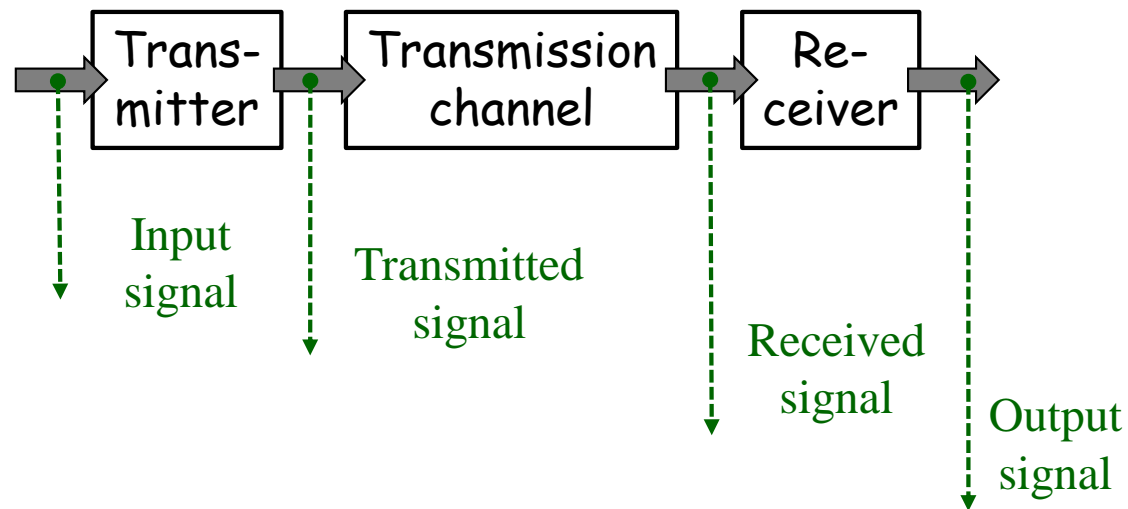 Trans-
mitter
Transmission
channel
Re-
ceiver
Input
signal
Transmitted
signal
Received
signal
Output
signal